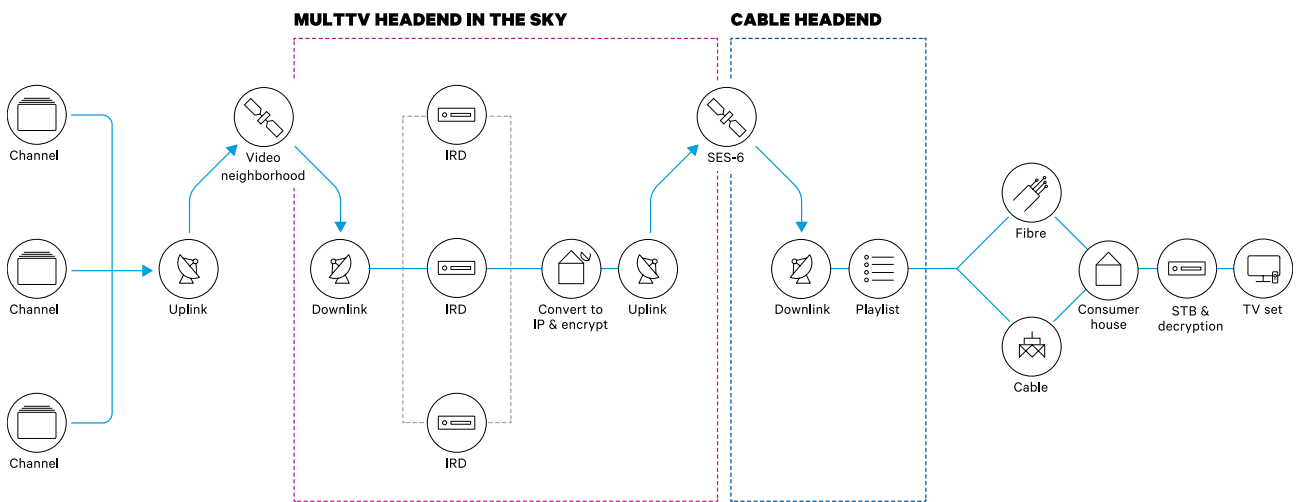 MULTTV HEADEND IN THE SKY
CABLE HEADEND
Channel
Video
neighborhood
IRD
SES-6
Fibre
Channel
Uplink
Downlink
IRD
Convert to
IP & encrypt
Uplink
Downlink
Playlist
Consumer
house
STB &
decryption
TV set
Cable
Channel
IRD